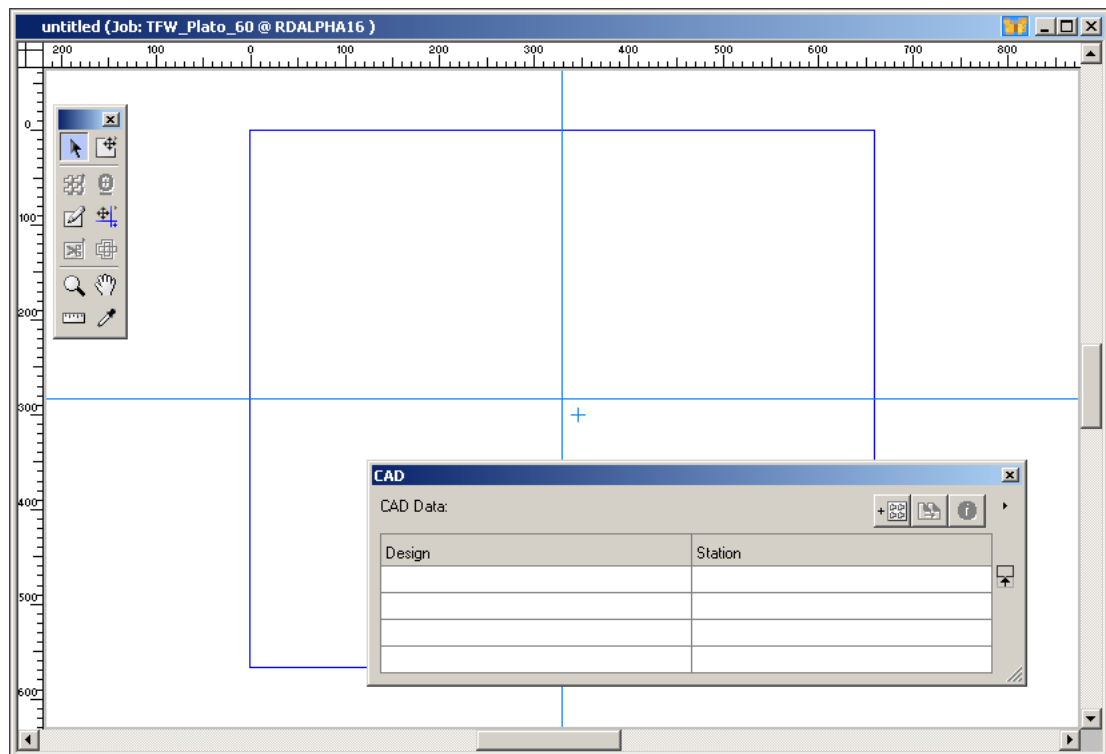 untitled (Job: TFW_Plato_60 @ RDALPHA16 )
200 100 0 100 200 300 400 500 600 700 800
0
100
200
300
400
500
600
CAD
CAD Data:
Design Station